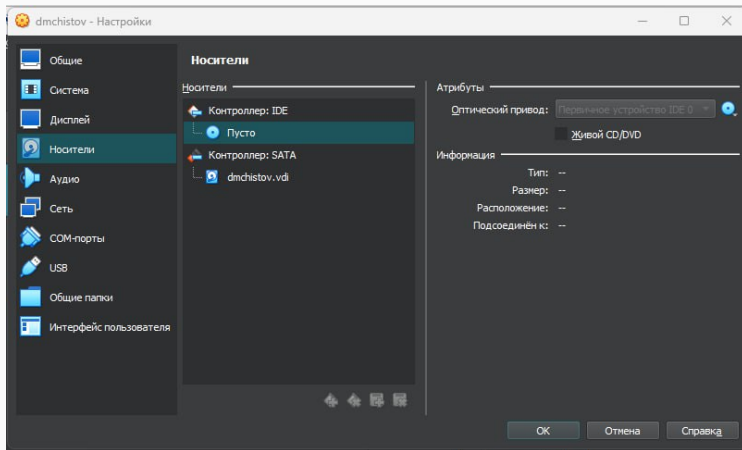 dmchistov - Настройки
Общие
Система
Дисплей
Носители
Аудио
Сеть
COM-порты
USB
Общие папки
Интерфейс пользователя
Носители
Носители
Контроллер: IDE
Пусто
Контроллер: SATA
dmchistov.vdi
Атрибуты
Оптический привод: Первичное устройство IDE 0
Живой CD/DVD
Информация
Тип: --
Размер: --
Расположение: --
Подсоединён к: --
OK Отмена Справка